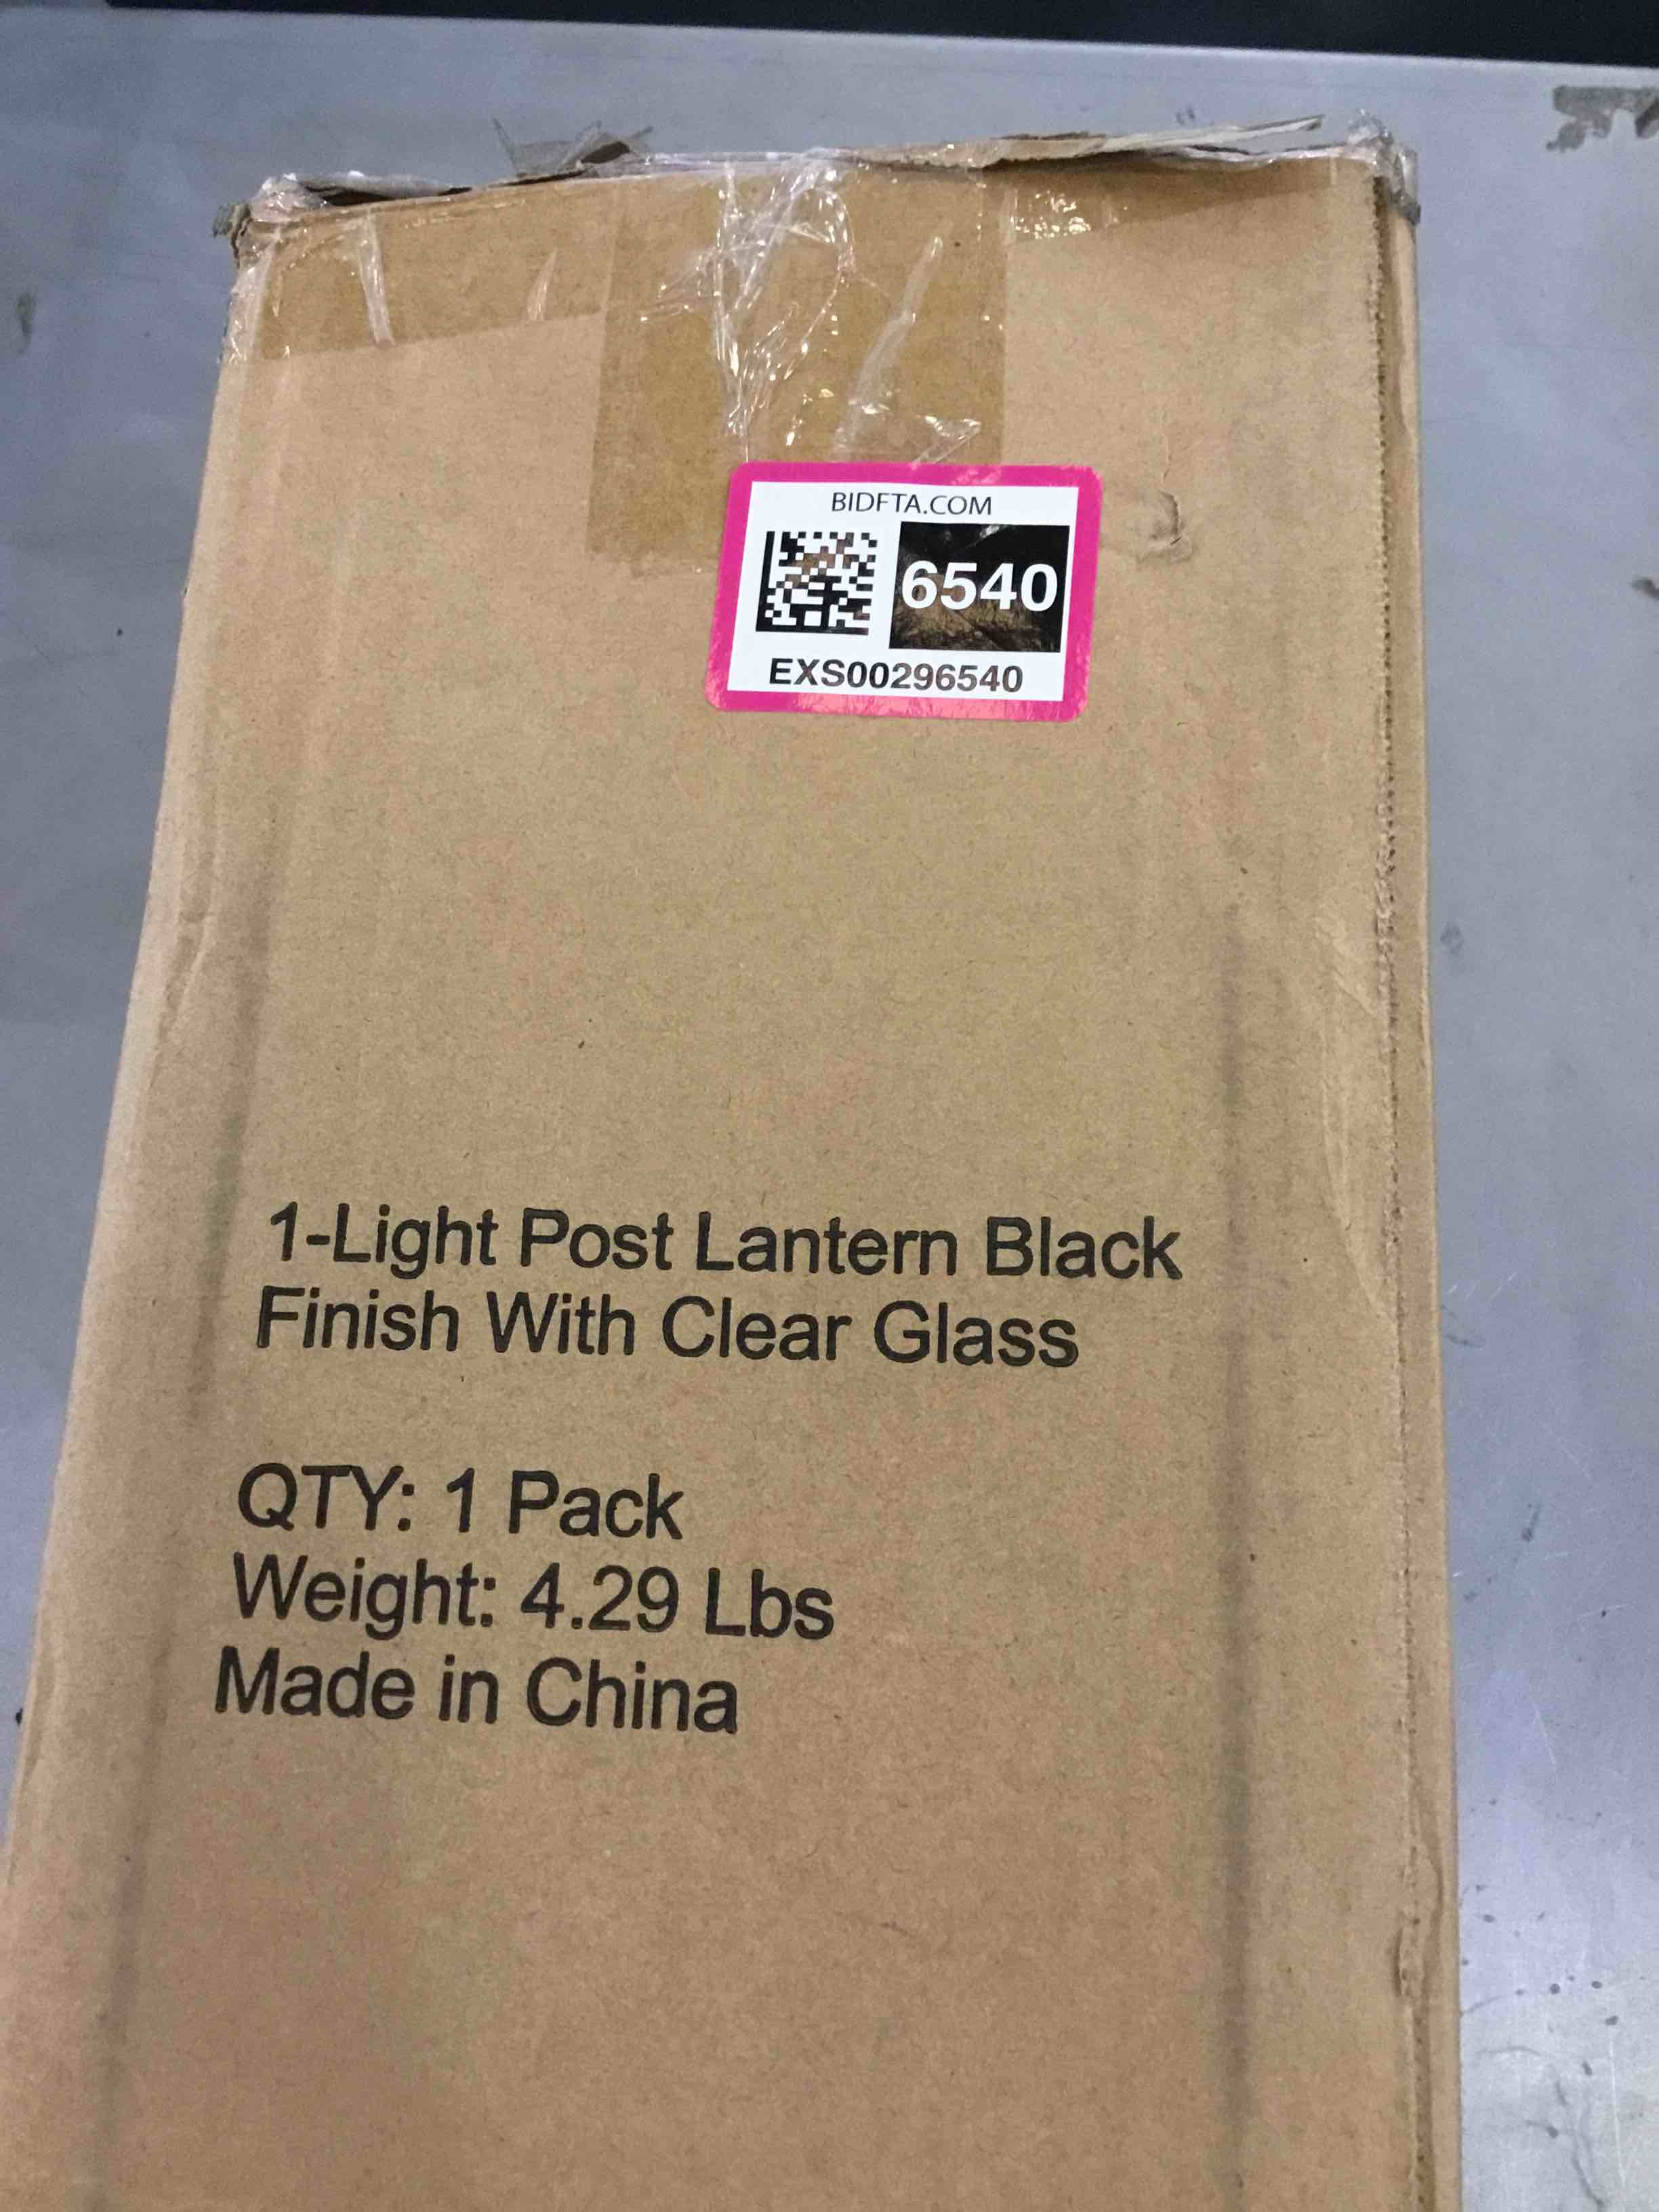 BIDFTA.COM
6540
EXS00296540
1-Light Post Lantern Black
Finish With Clear Glass
QTY: 1 Pack
Weight: 4.29 Lbs
Made in China